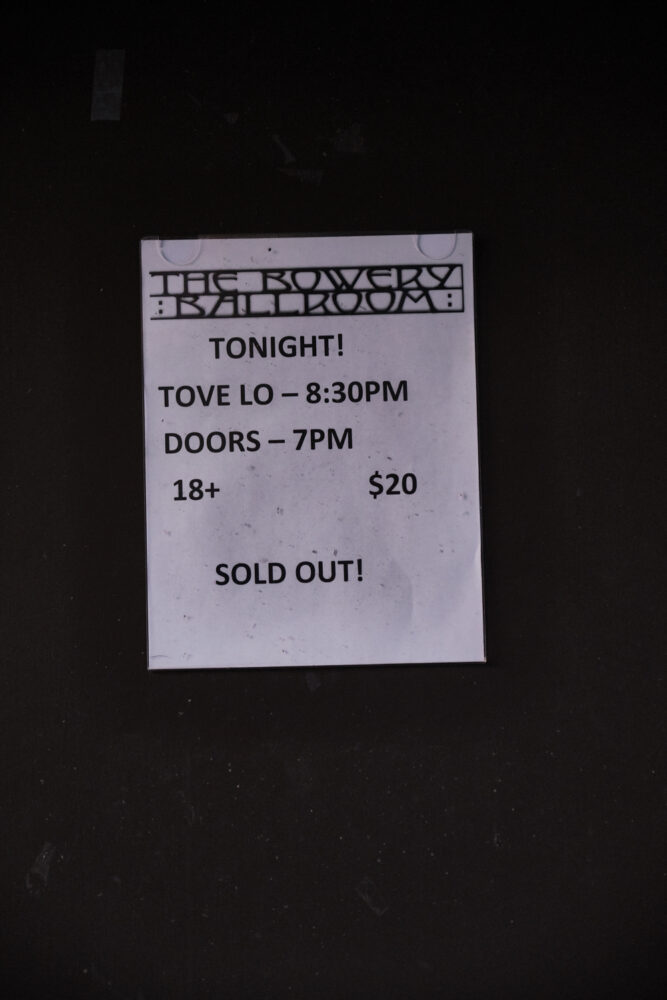 THE BOWERY
:BALLROOM:
TONIGHT!
TOVE LO – 8:30PM
DOORS – 7PM
18+ $20
SOLD OUT!